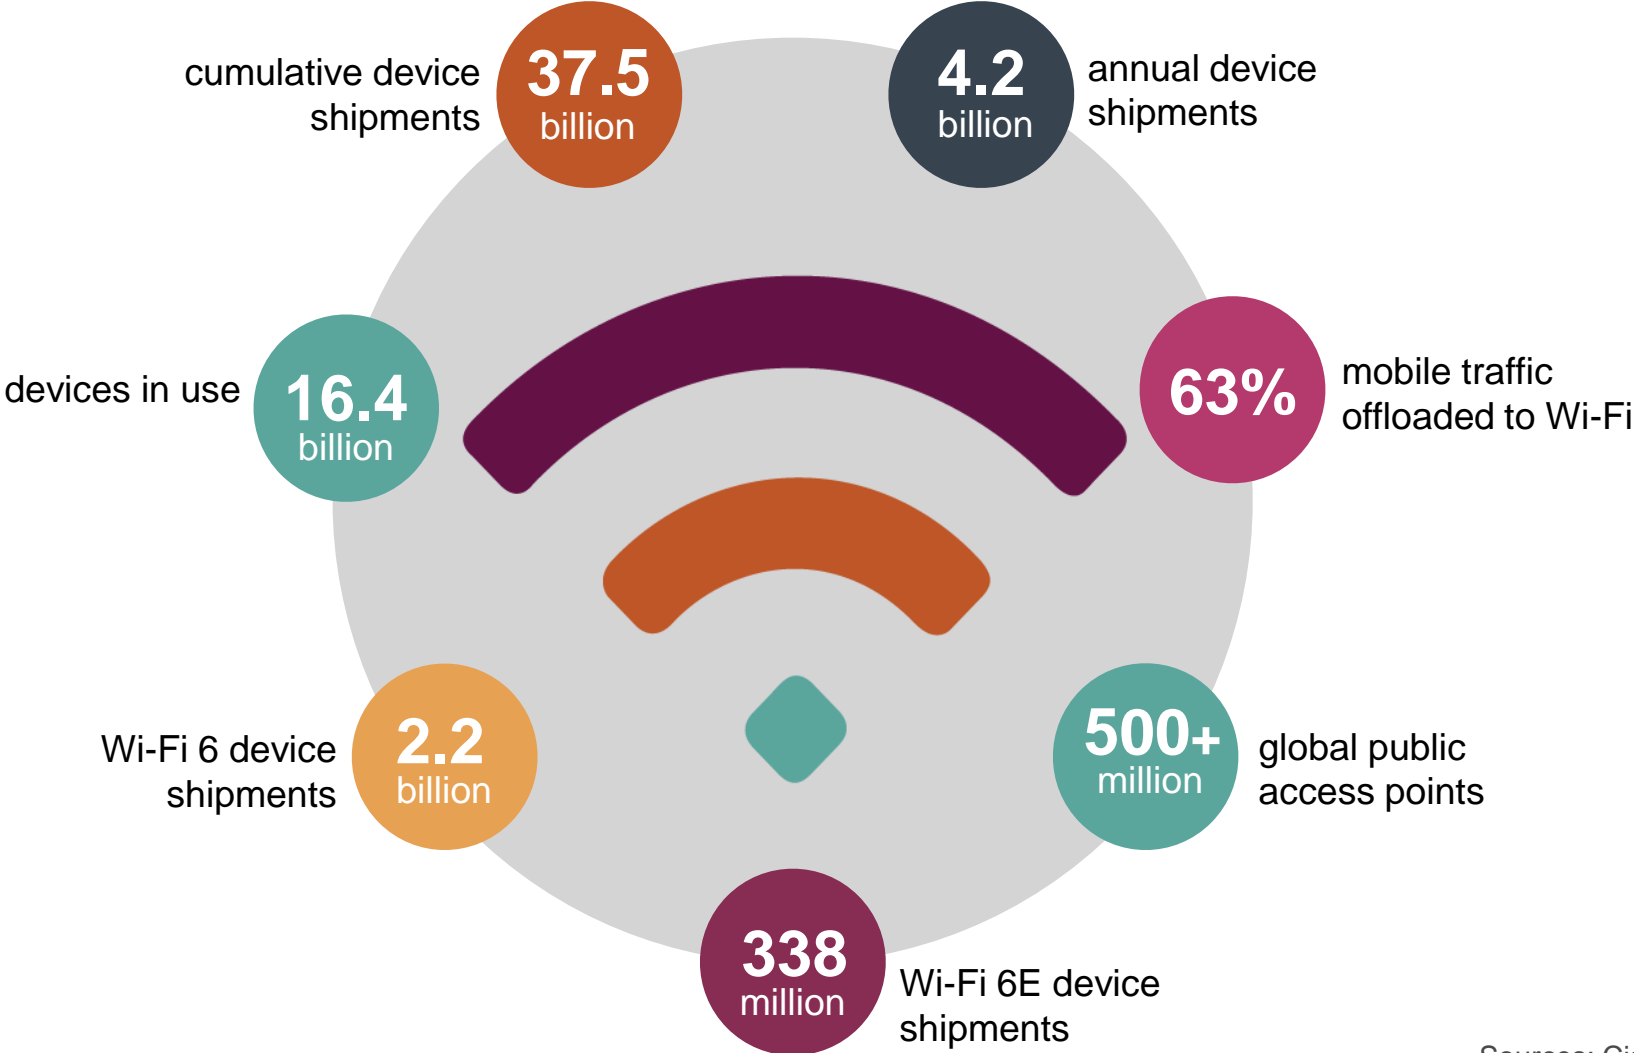 cumulative device
shipments
37.5
billion
4.2
billion
annual device
shipments
devices in use
16.4
billion
63%
mobile traffic
offloaded to Wi-Fi
Wi-Fi 6 device
shipments
2.2
billion
500+
million
global public
access points
338
million
Wi-Fi 6E device
shipments